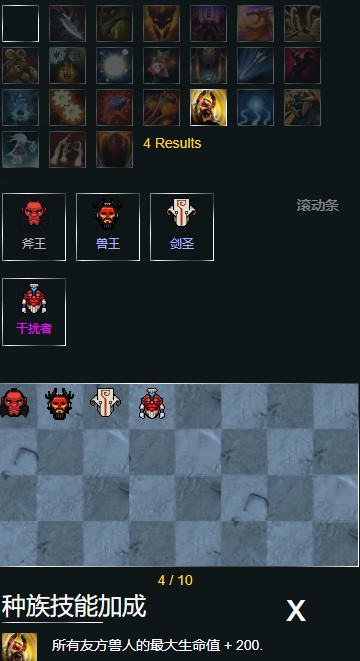 4 Results
滚动条
斧王
兽王
剑圣
干扰者
4 / 10
种族技能加成
X
所有友方兽人的最大生命值 + 200.